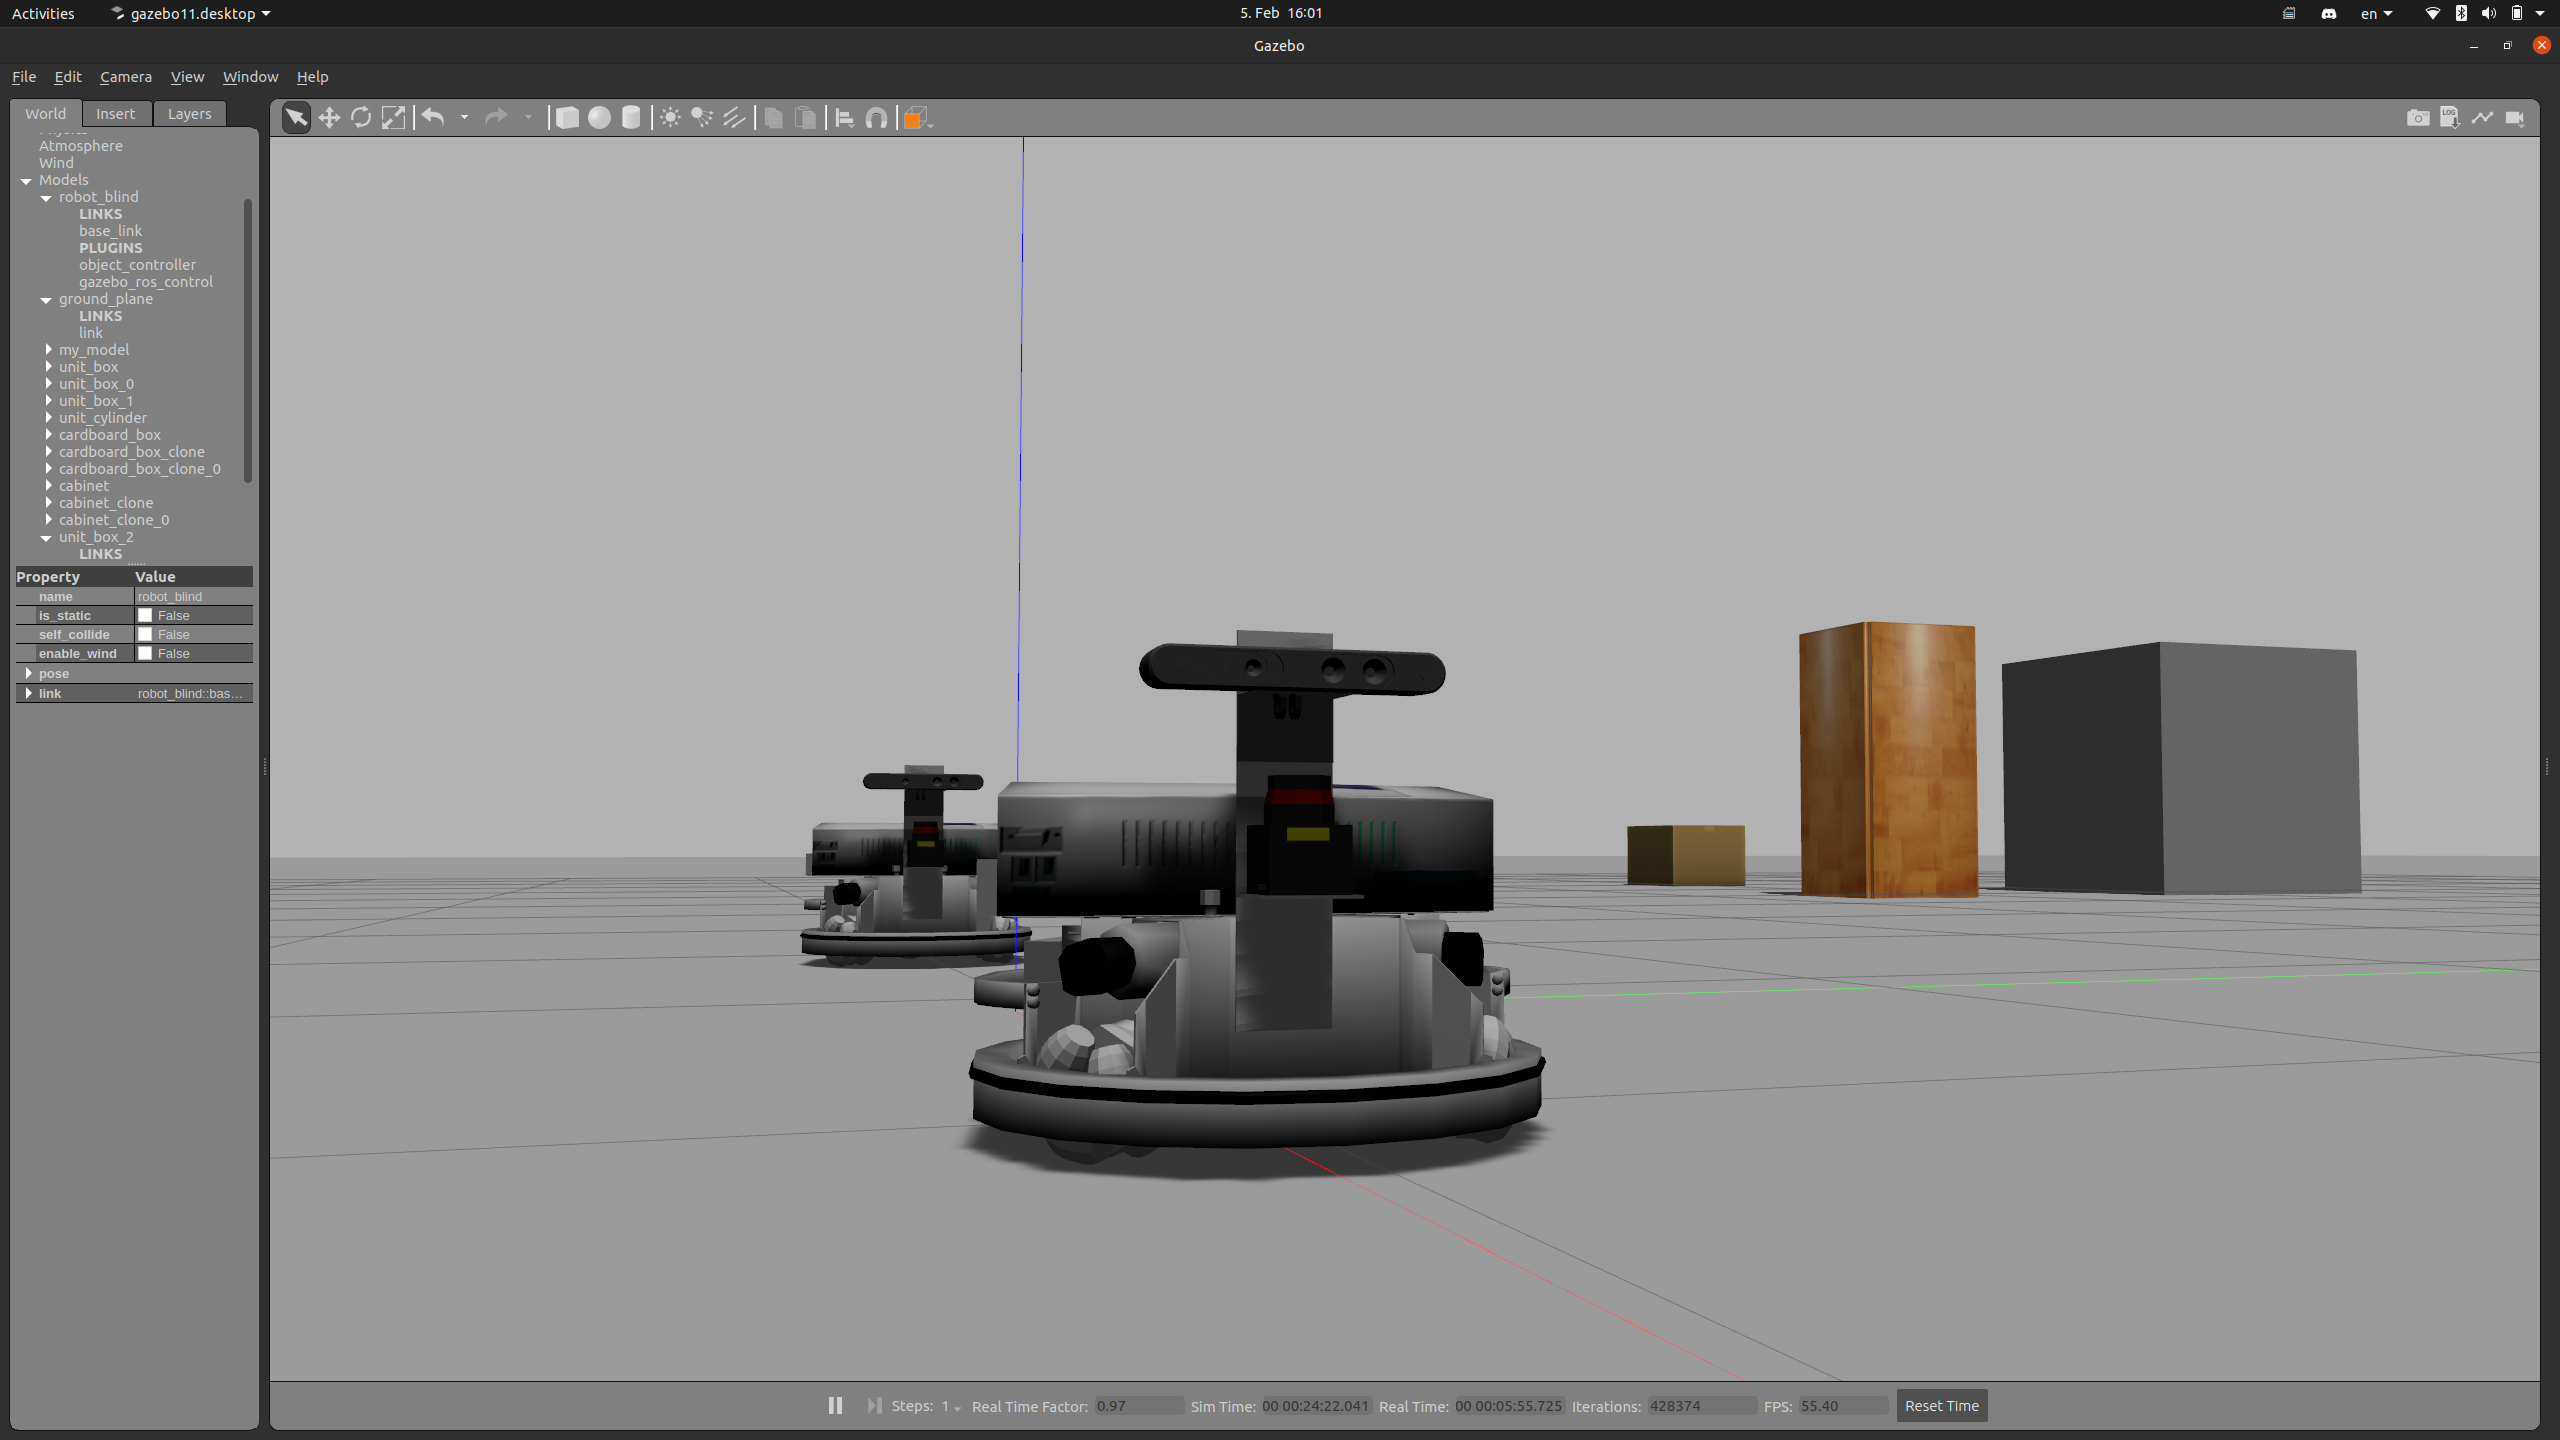 Activities gazebo11.desktop 5. Feb 16:01 en
Gazebo
File Edit Camera View Window Help
World Insert Layers
LOG
Physics
Atmosphere
Wind
Models
robot_blind
LINKS
base_link
PLUGINS
object_controller
gazebo_ros_control
ground_plane
LINKS
link
my_model
unit_box
unit_box_0
unit_box_1
unit_cylinder
cardboard_box
cardboard_box_clone
cardboard_box_clone_0
cabinet
cabinet_clone
cabinet_clone_0
unit_box_2
LINKS
Property Value
name robot_blind
is_static False
self_collide False
enable_wind False
pose
link robot_blind::bas...
Steps: 1 Real Time Factor: 0.97 Sim Time: 00 00:24:22.041 Real Time: 00 00:05:55.725 Iterations: 428374 FPS: 55.40 Reset Time